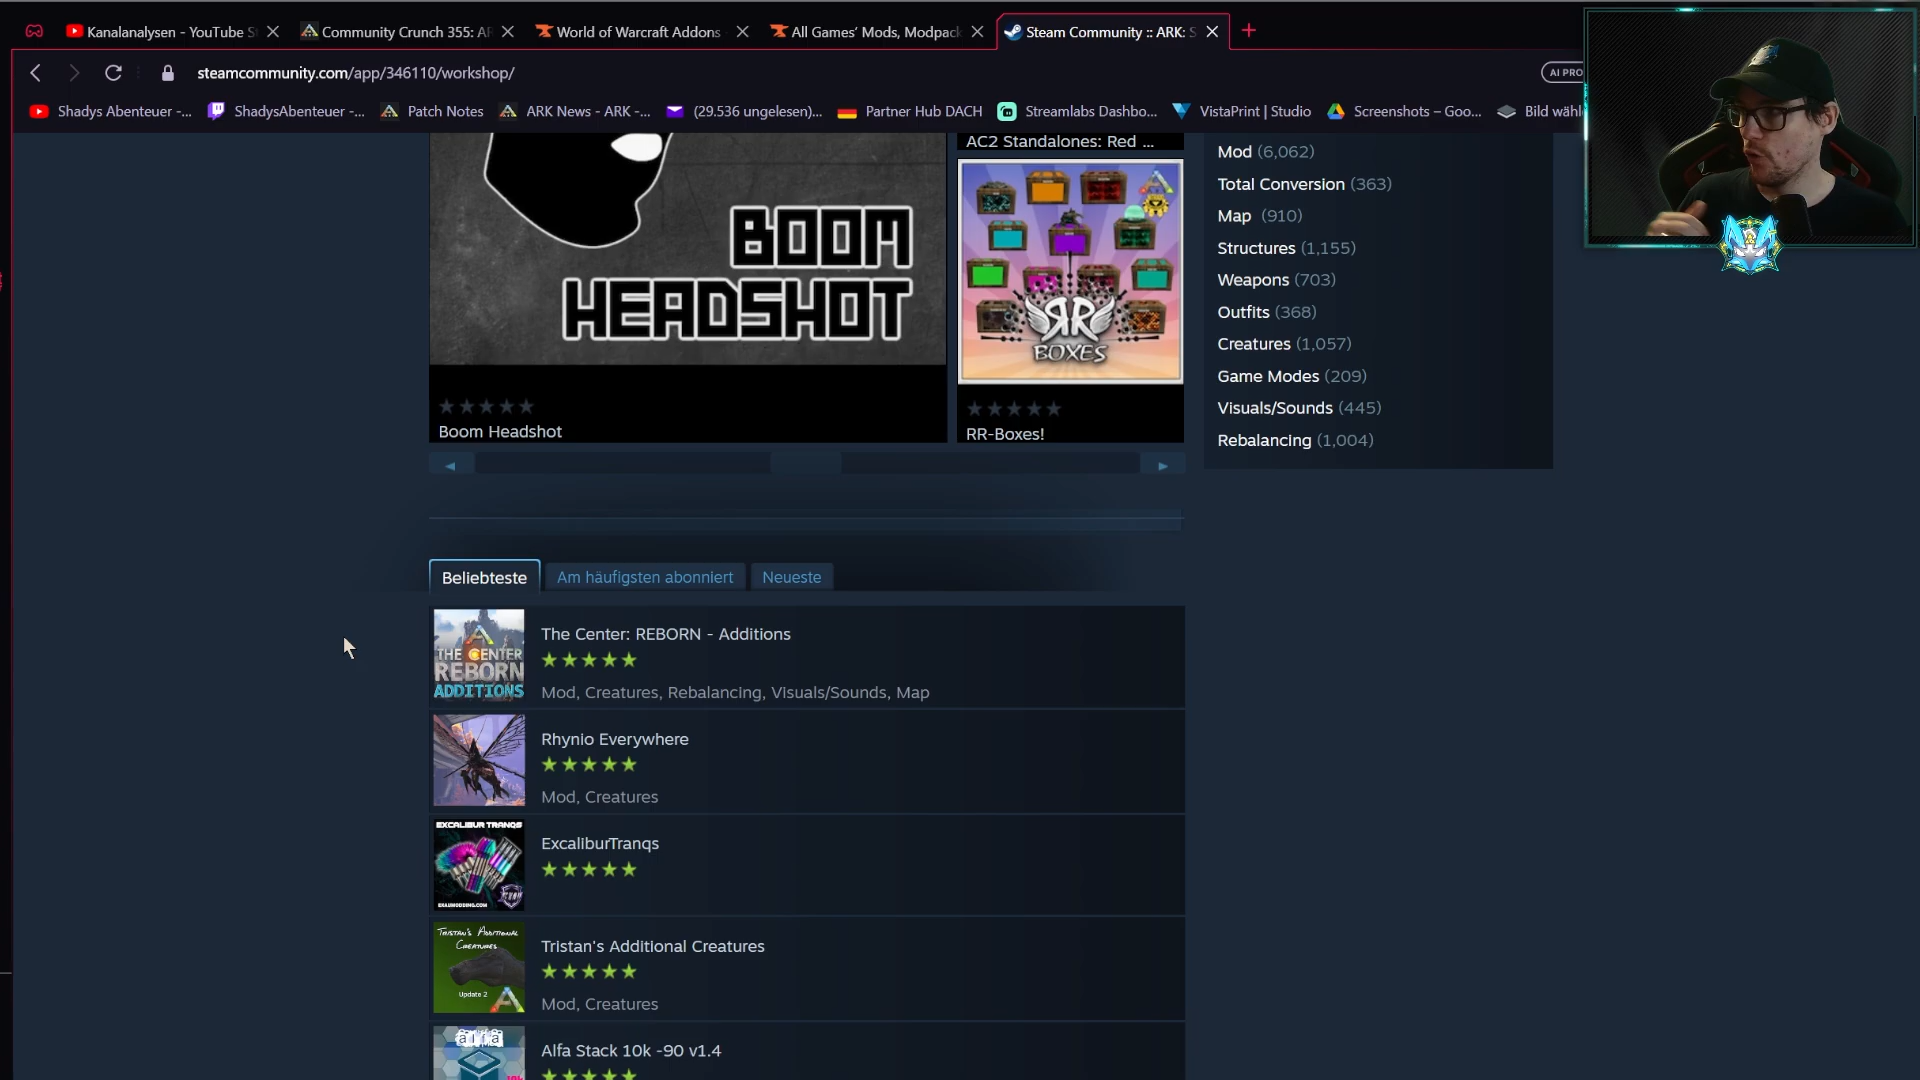 Kanalanalysen - YouTube S
Community Crunch 355: AR
World of Warcraft Addons
All Games' Mods, Modpack
Steam Community :: ARK: S
steamcommunity.com/app/346110/workshop/
AI PRO
Shadys Abenteuer -...
ShadysAbenteuer -...
Patch Notes
ARK News - ARK -...
(29.536 ungelesen)...
Partner Hub DACH
Streamlabs Dashbo...
VistaPrint | Studio
Screenshots – Goo...
Bild wähl
BOOM
HEADSHOT
Boom Headshot
AC2 Standalones: Red ...
RR
BOXES
RR-Boxes!
Mod (6,062)
Total Conversion (363)
Map (910)
Structures (1,155)
Weapons (703)
Outfits (368)
Creatures (1,057)
Game Modes (209)
Visuals/Sounds (445)
Rebalancing (1,004)
Beliebteste
Am häufigsten abonniert
Neueste
THE CENTER
REBORN
ADDITIONS
The Center: REBORN - Additions
Mod, Creatures, Rebalancing, Visuals/Sounds, Map
Rhynio Everywhere
Mod, Creatures
EXCALIBUR TRANQS
ExcaliburTranqs
Tristan's Additional
Creatures
Update 2
Tristan's Additional Creatures
Mod, Creatures
alfa
Alfa Stack 10k -90 v1.4